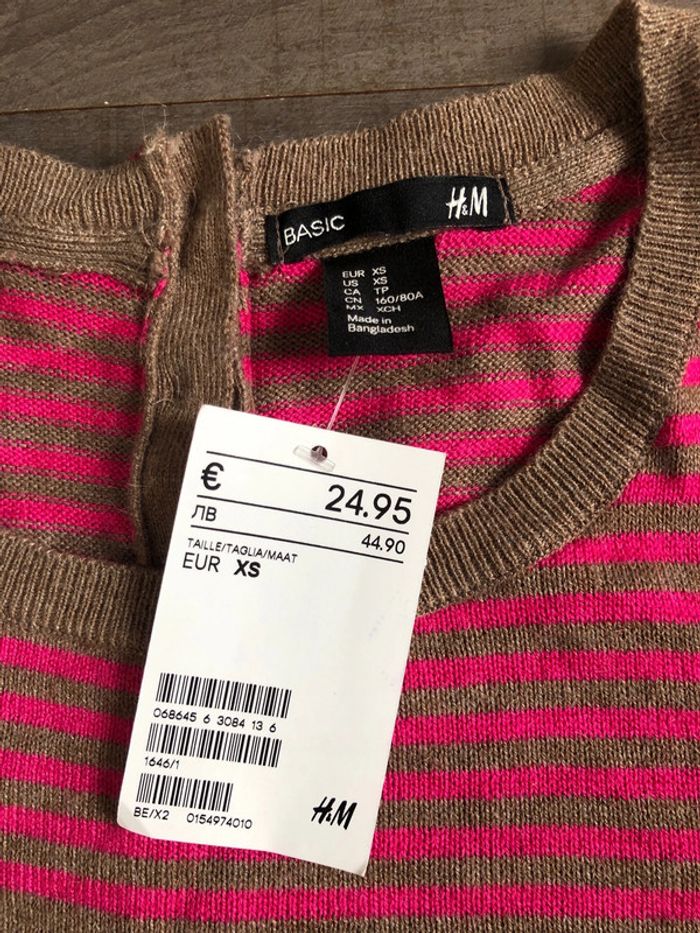 BASIC H&M
EUR XS
US XS
CA TP
CN 160/80A
MX XCH
Made in
Bangladesh
€ 24.95
ЛВ 44.90
TAILLE/TAGLIA/MAAT
EUR XS
068645 6 3084 13 6
1646/1
BE/X2 0154974010
H&M